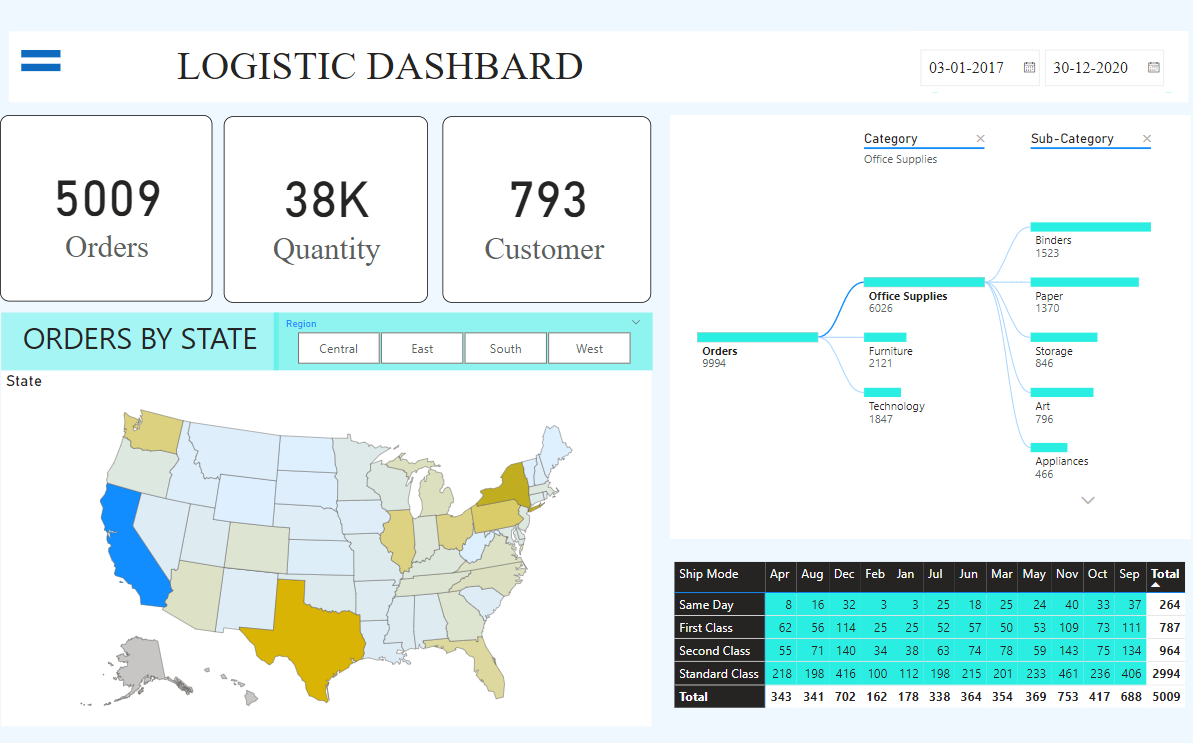 LOGISTIC DASHBARD
03-01-2017 30-12-2020
5009
Orders
38K
Quantity
793
Customer
ORDERS BY STATE
Region
Central East South West
State
Category
Office Supplies
Sub-Category
Orders
9994
Office Supplies
6026
Furniture
2121
Technology
1847
Binders
1523
Paper
1370
Storage
846
Art
796
Appliances
466
Ship Mode Apr Aug Dec Feb Jan Jul Jun Mar May Nov Oct Sep Total
Same Day 8 16 32 3 3 25 18 25 24 40 33 37 264
First Class 62 56 114 25 25 52 57 50 53 109 73 111 787
Second Class 55 71 140 34 38 63 74 78 59 143 75 134 964
Standard Class 218 198 416 100 112 198 215 201 233 461 236 406 2994
Total 343 341 702 162 178 338 364 354 369 753 417 688 5009